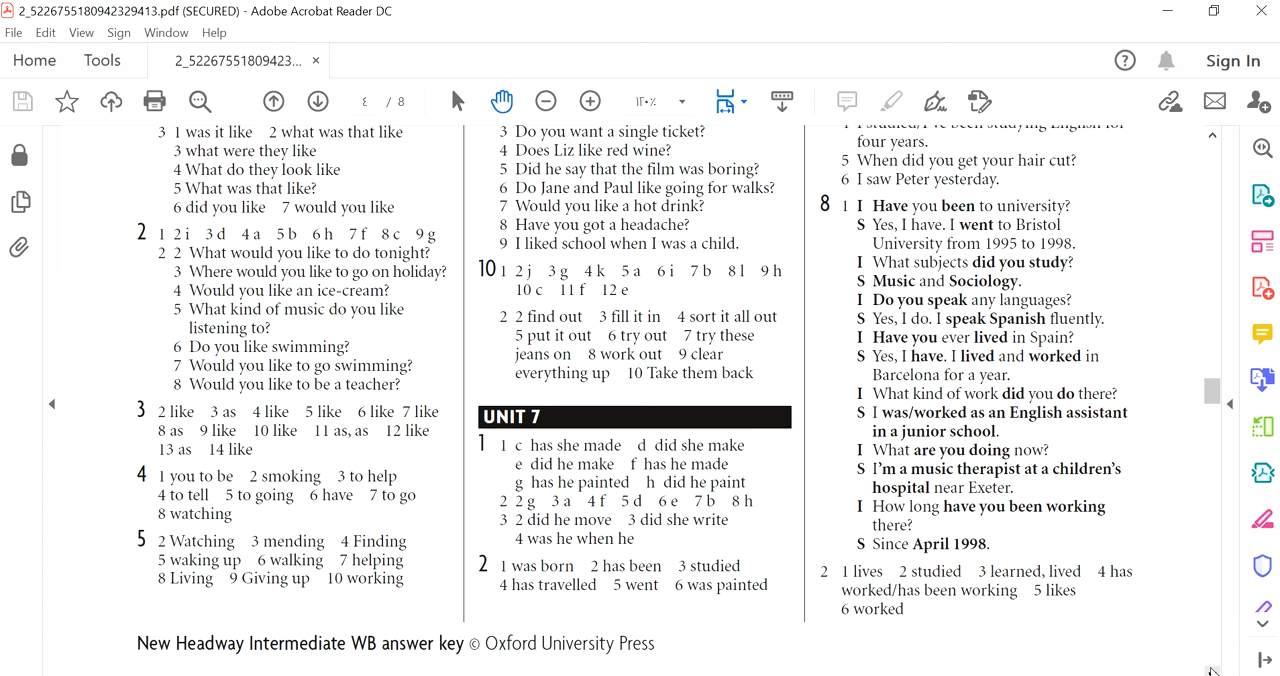 2_5226755180942329413.pdf (SECURED) - Adobe Acrobat Reader DC
File Edit View Sign Window Help
Home Tools 2_52267551809423... × Sign In
٤ / 8 ١٢٠٪
3 1 was it like 2 what was that like
3 what were they like
4 What do they look like
5 What was that like?
6 did you like 7 would you like
2 1 2 i 3 d 4 a 5 b 6 h 7 f 8 c 9 g
2 2 What would you like to do tonight?
3 Where would you like to go on holiday?
4 Would you like an ice-cream?
5 What kind of music do you like
listening to?
6 Do you like swimming?
7 Would you like to go swimming?
8 Would you like to be a teacher?
3 2 like 3 as 4 like 5 like 6 like 7 like
8 as 9 like 10 like 11 as, as 12 like
13 as 14 like
4 1 you to be 2 smoking 3 to help
4 to tell 5 to going 6 have 7 to go
8 watching
5 2 Watching 3 mending 4 Finding
5 waking up 6 walking 7 helping
8 Living 9 Giving up 10 working
3 Do you want a single ticket?
4 Does Liz like red wine?
5 Did he say that the film was boring?
6 Do Jane and Paul like going for walks?
7 Would you like a hot drink?
8 Have you got a headache?
9 I liked school when I was a child.
10 1 2 j 3 g 4 k 5 a 6 i 7 b 8 l 9 h
10 c 11 f 12 e
2 2 find out 3 fill it in 4 sort it all out
5 put it out 6 try out 7 try these
jeans on 8 work out 9 clear
everything up 10 Take them back
UNIT 7
1 1 c has she made d did she make
e did he make f has he made
g has he painted h did he paint
2 2 g 3 a 4 f 5 d 6 e 7 b 8 h
3 2 did he move 3 did she write
4 was he when he
2 1 was born 2 has been 3 studied
4 has travelled 5 went 6 was painted
4 I studied/I've been studying English for
four years.
5 When did you get your hair cut?
6 I saw Peter yesterday.
8 1 I Have you been to university?
S Yes, I have. I went to Bristol
University from 1995 to 1998.
I What subjects did you study?
S Music and Sociology.
I Do you speak any languages?
S Yes, I do. I speak Spanish fluently.
I Have you ever lived in Spain?
S Yes, I have. I lived and worked in
Barcelona for a year.
I What kind of work did you do there?
S I was/worked as an English assistant
in a junior school.
I What are you doing now?
S I'm a music therapist at a children's
hospital near Exeter.
I How long have you been working
there?
S Since April 1998.
2 1 lives 2 studied 3 learned, lived 4 has
worked/has been working 5 likes
6 worked
New Headway Intermediate WB answer key © Oxford University Press